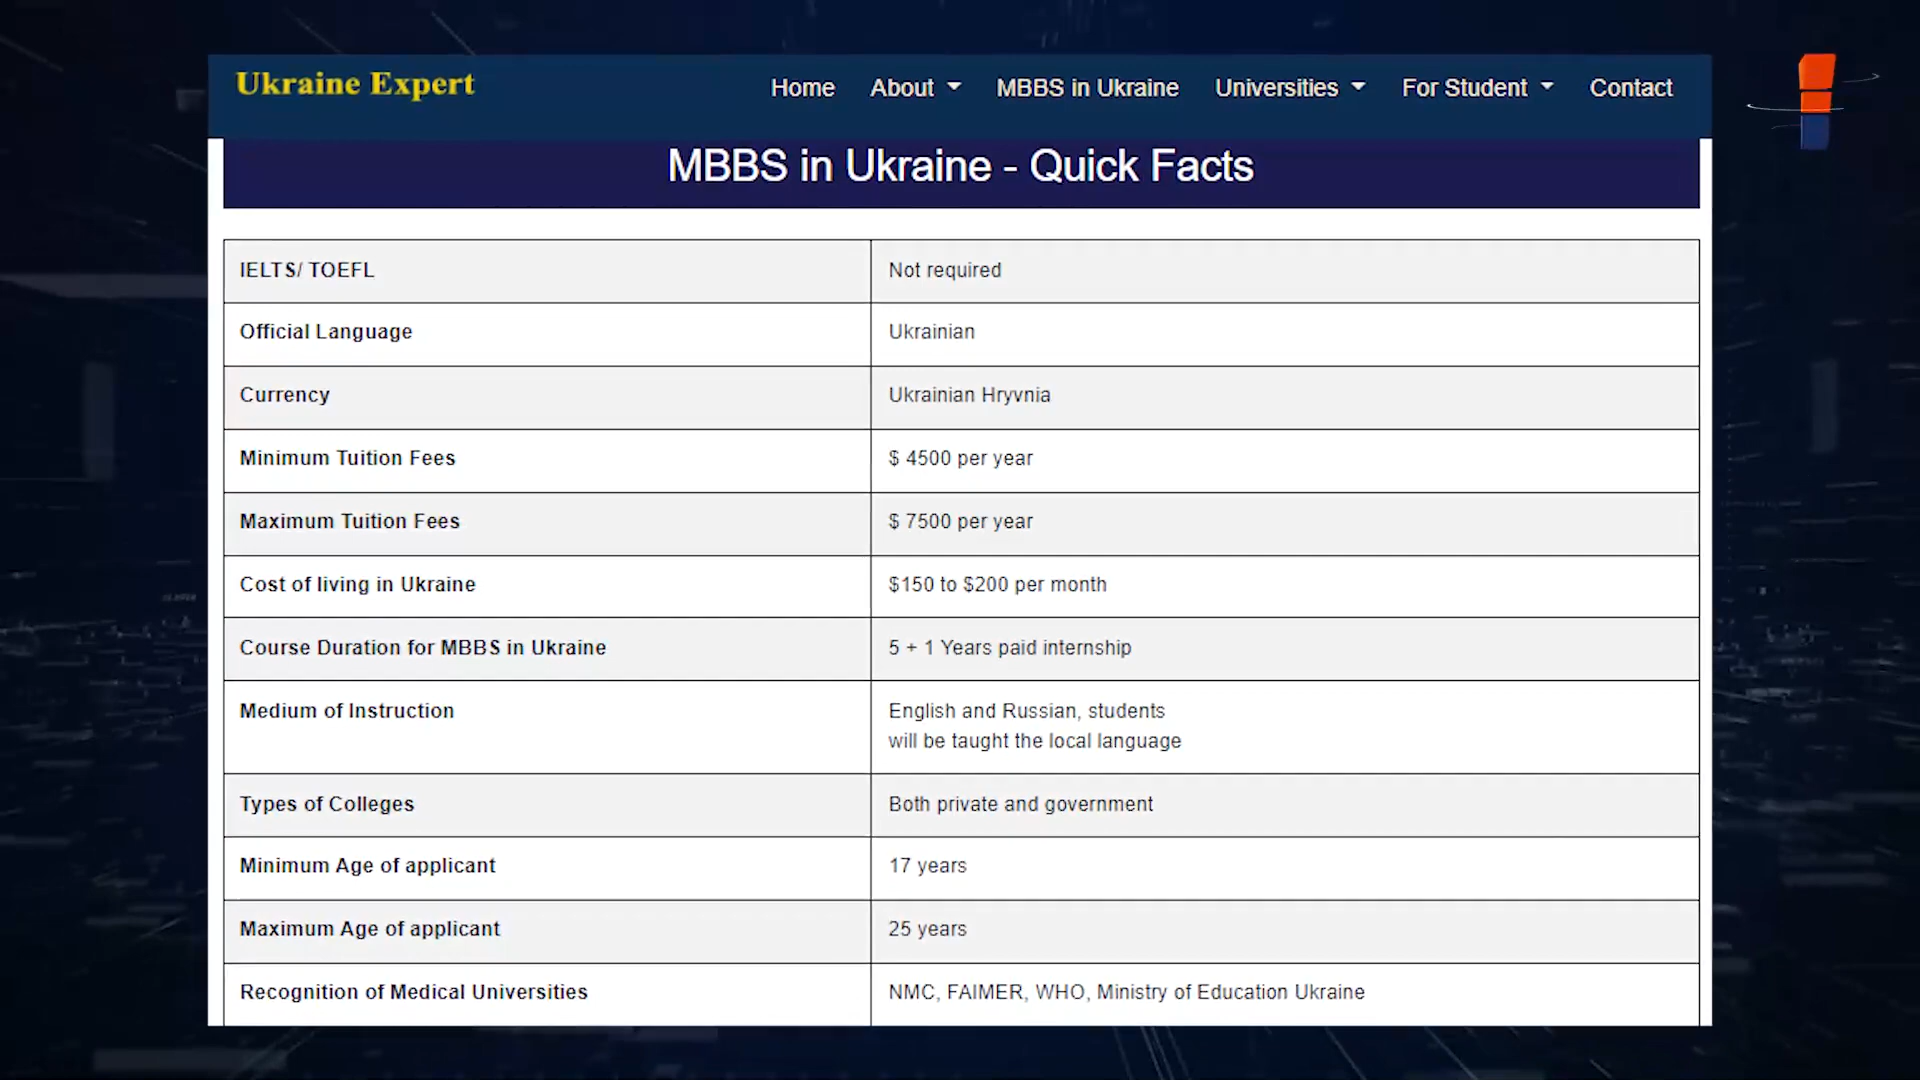 Ukraine Expert
Home About MBBS in Ukraine Universities For Student Contact
MBBS in Ukraine - Quick Facts
IELTS/ TOEFL Not required
Official Language Ukrainian
Currency Ukrainian Hryvnia
Minimum Tuition Fees $ 4500 per year
Maximum Tuition Fees $ 7500 per year
Cost of living in Ukraine $150 to $200 per month
Course Duration for MBBS in Ukraine 5 + 1 Years paid internship
Medium of Instruction English and Russian, students
will be taught the local language
Types of Colleges Both private and government
Minimum Age of applicant 17 years
Maximum Age of applicant 25 years
Recognition of Medical Universities NMC, FAIMER, WHO, Ministry of Education Ukraine